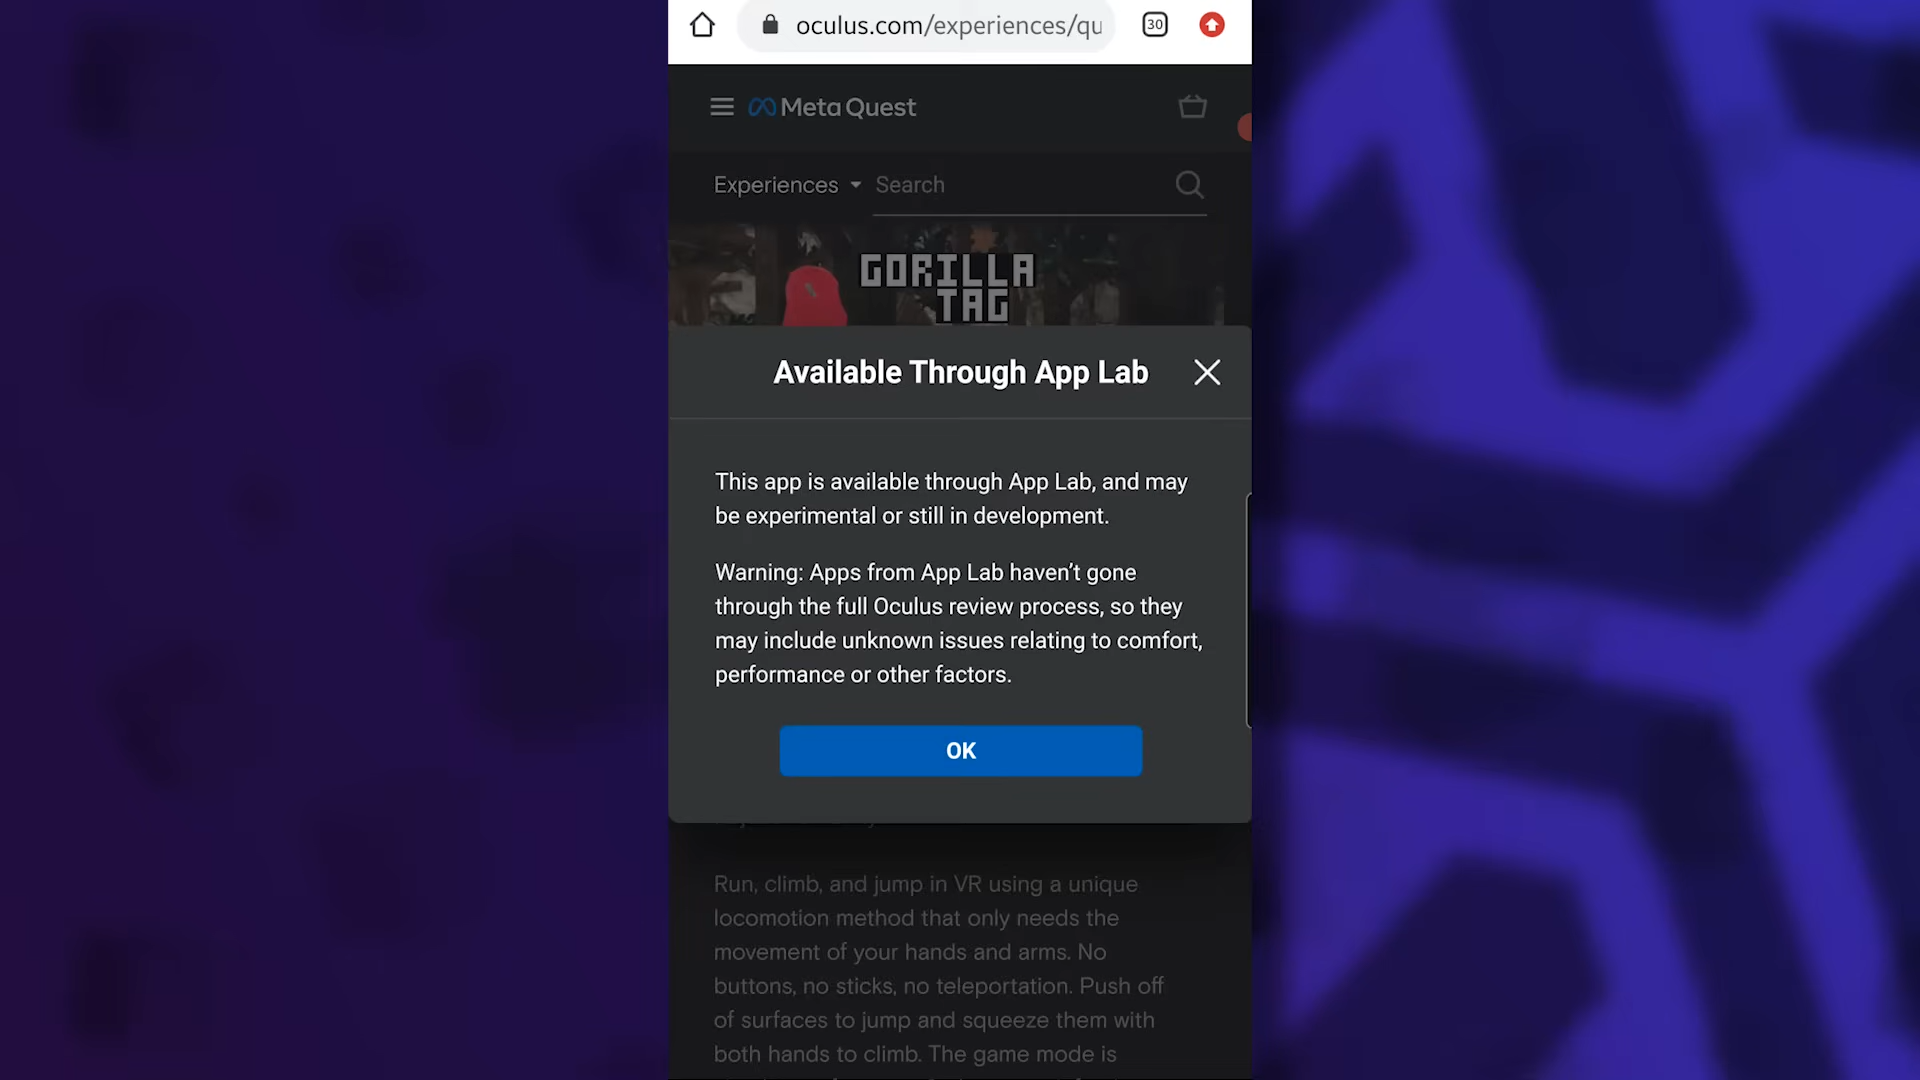 oculus.com/experiences/qu
30
Meta Quest
Experiences
Search
GORILLA
TAG
Available Through App Lab
This app is available through App Lab, and may
be experimental or still in development.
Warning: Apps from App Lab haven’t gone
through the full Oculus review process, so they
may include unknown issues relating to comfort,
performance or other factors.
OK
Run, climb, and jump in VR using a unique
locomotion method that only needs the
movement of your hands and arms. No
buttons, no sticks, no teleportation. Push off
of surfaces to jump and squeeze them with
both hands to climb. The game mode is